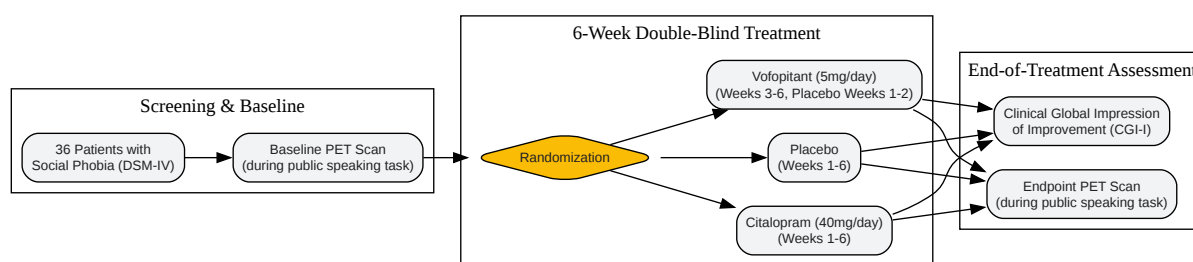 Screening & Baseline
36 Patients with
Social Phobia (DSM-IV)
Baseline PET Scan
(during public speaking task)
6-Week Double-Blind Treatment
Randomization
Vofopitant (5mg/day)
(Weeks 3-6, Placebo Weeks 1-2)
Placebo
(Weeks 1-6)
Citalopram (40mg/day)
(Weeks 1-6)
End-of-Treatment Assessment
Clinical Global Impression
of Improvement (CGI-I)
Endpoint PET Scan
(during public speaking task)